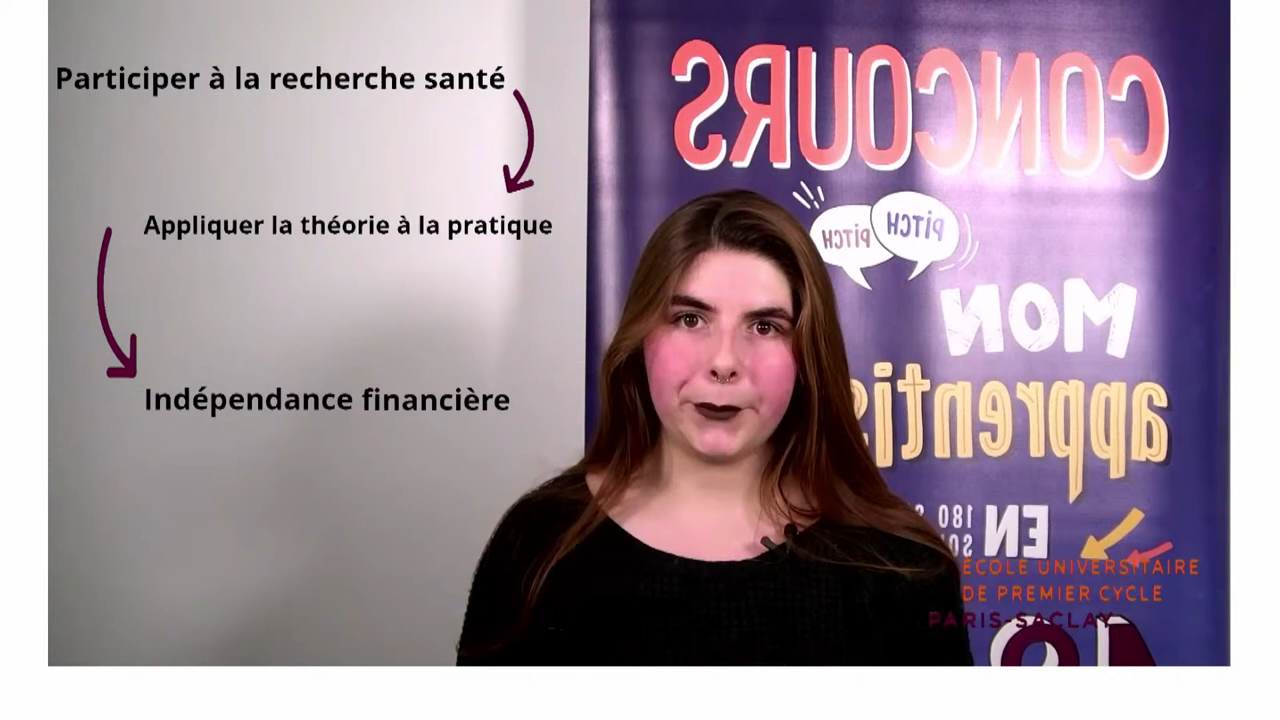 Participer à la recherche santé
Appliquer la théorie à la pratique
Indépendance financière
CONCOURS
PITCH
PITCH
MON
apprentis
EN
180
ÉCOLE UNIVERSITAIRE
DE PREMIER CYCLE
PARIS-SACLAY